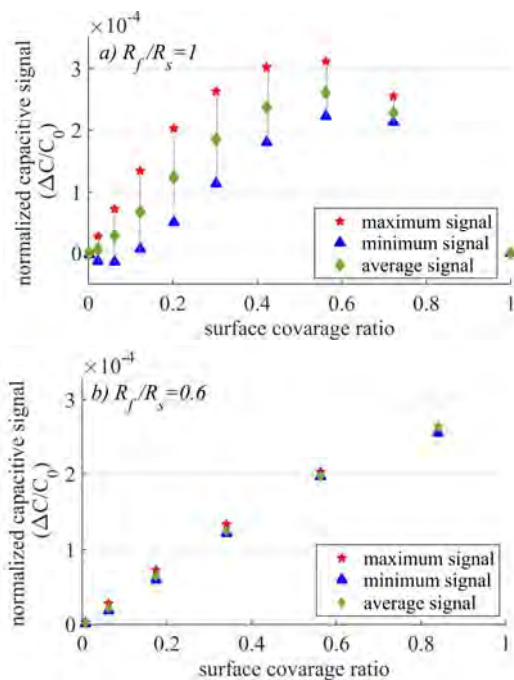 ×10⁻⁴
a) R_f/R_s=1
3
2
1
0
normalized capacitive signal
(ΔC/C₀)
maximum signal
minimum signal
average signal
0 0.2 0.4 0.6 0.8 1
surface covarage ratio
×10⁻⁴
b) R_f/R_s=0.6
3
2
1
0
normalized capacitive signal
(ΔC/C₀)
maximum signal
minimum signal
average signal
0 0.2 0.4 0.6 0.8 1
surface covarage ratio